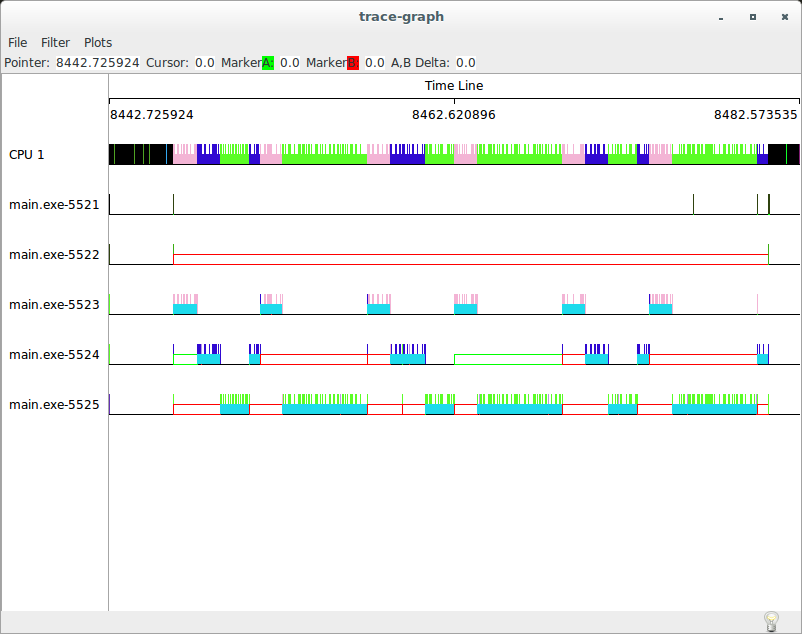 trace-graph
File Filter Plots
Pointer: 8442.725924 Cursor: 0.0 Marker A: 0.0 Marker B: 0.0 A,B Delta: 0.0
Time Line
8442.725924 8462.620896 8482.573535
CPU 1
main.exe-5521
main.exe-5522
main.exe-5523
main.exe-5524
main.exe-5525